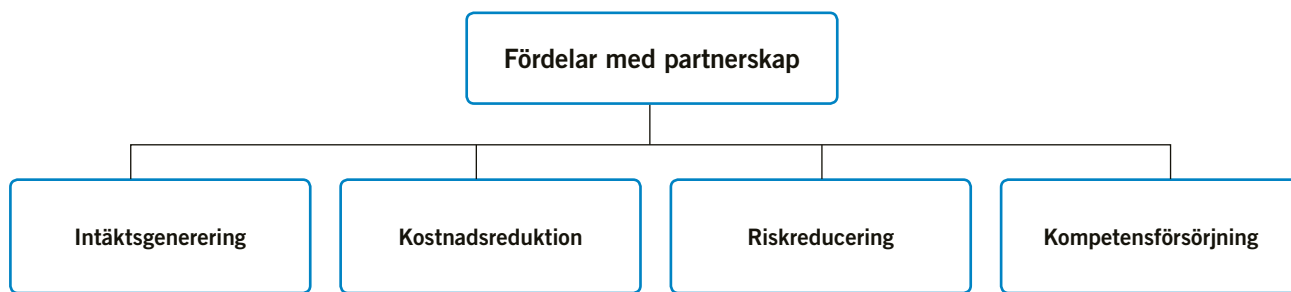 Fördelar med partnerskap
Intäktsgenerering
Kostnadsreduktion
Riskreducering
Kompetensförsörjning